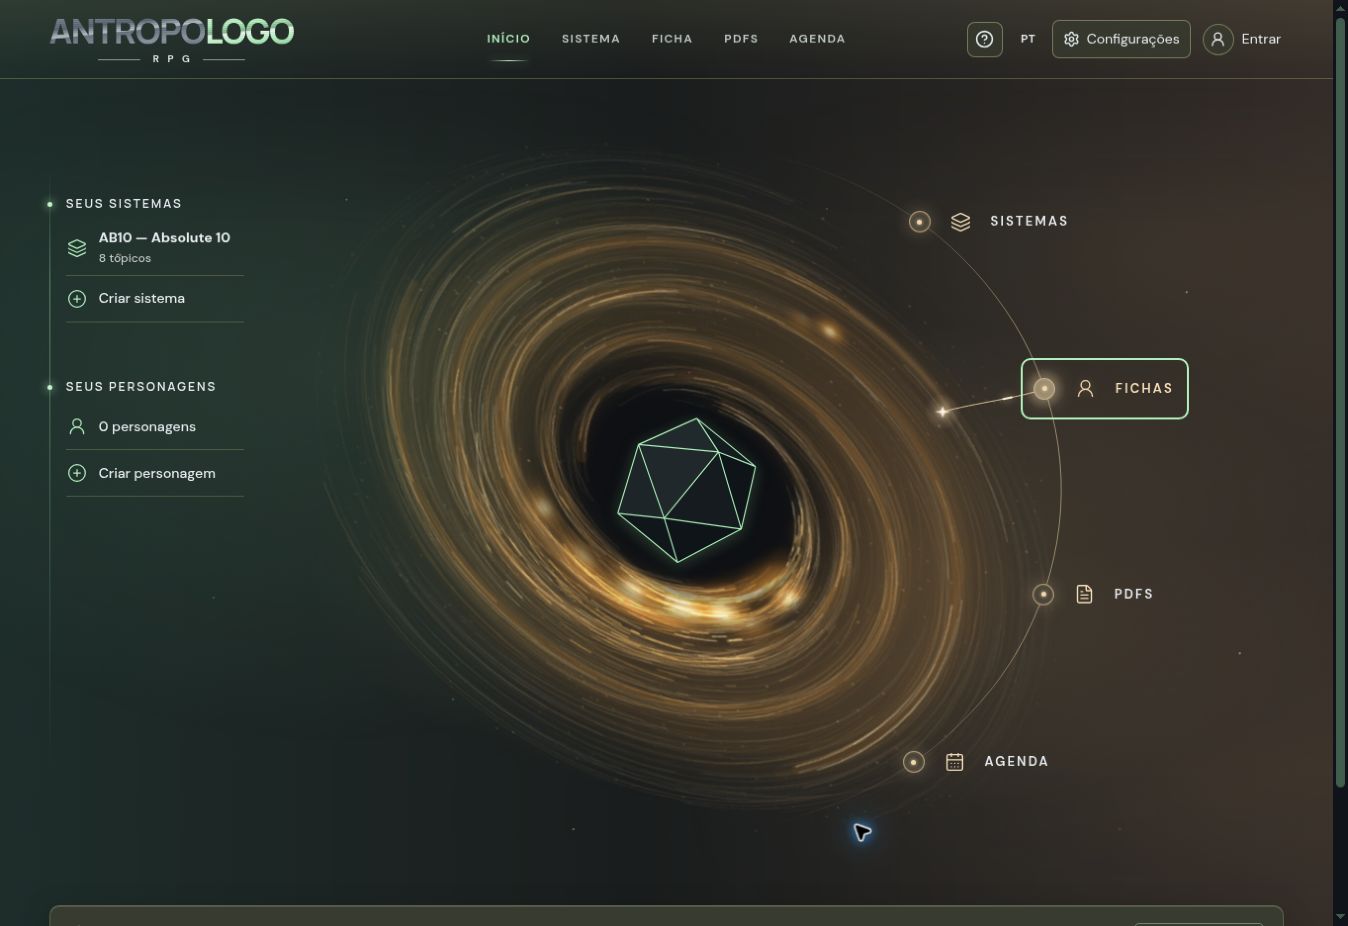 ANTROPOLOGO
RPG
INÍCIO
SISTEMA
FICHA
PDFS
AGENDA
PT
Configurações
Entrar
SEUS SISTEMAS
AB10 — Absolute 10
8 tópicos
Criar sistema
SEUS PERSONAGENS
0 personagens
Criar personagem
SISTEMAS
FICHAS
PDFS
AGENDA